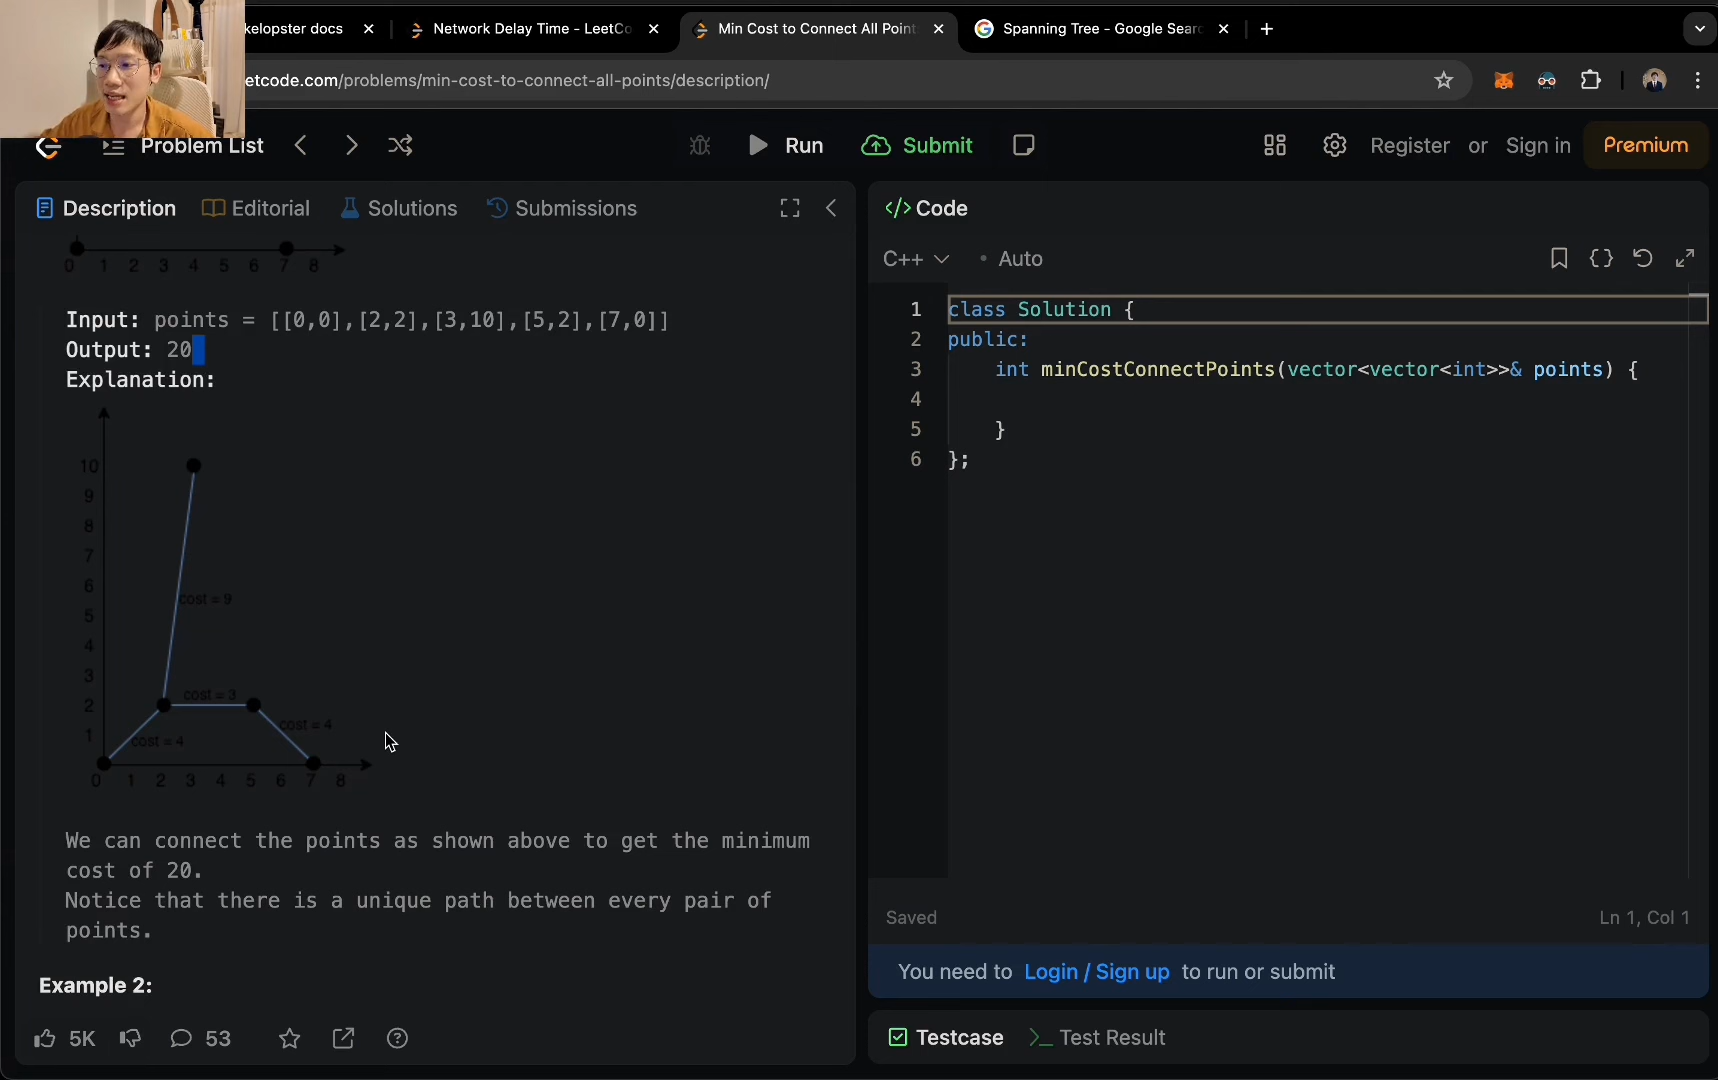 kelopster docs
Network Delay Time - LeetCo
Min Cost to Connect All Point
Spanning Tree - Google Sear
etcode.com/problems/min-cost-to-connect-all-points/description/
Problem List
Run
Submit
Register or Sign in
Premium
Description
Editorial
Solutions
Submissions
0 1 2 3 4 5 6 7 8
Input: points = [[0,0],[2,2],[3,10],[5,2],[7,0]]
Output: 20
Explanation:
10
9
8
7
6
cost = 9
5
4
3
cost = 3
2
cost = 4
1
cost = 4
0 1 2 3 4 5 6 7 8
We can connect the points as shown above to get the minimum
cost of 20.
Notice that there is a unique path between every pair of
points.
Example 2:
5K
53
</> Code
C++
• Auto
1 class Solution {
2 public:
3 int minCostConnectPoints(vector<vector<int>>& points) {
4
5 }
6 };
Saved
Ln 1, Col 1
You need to Login / Sign up to run or submit
Testcase
>_ Test Result